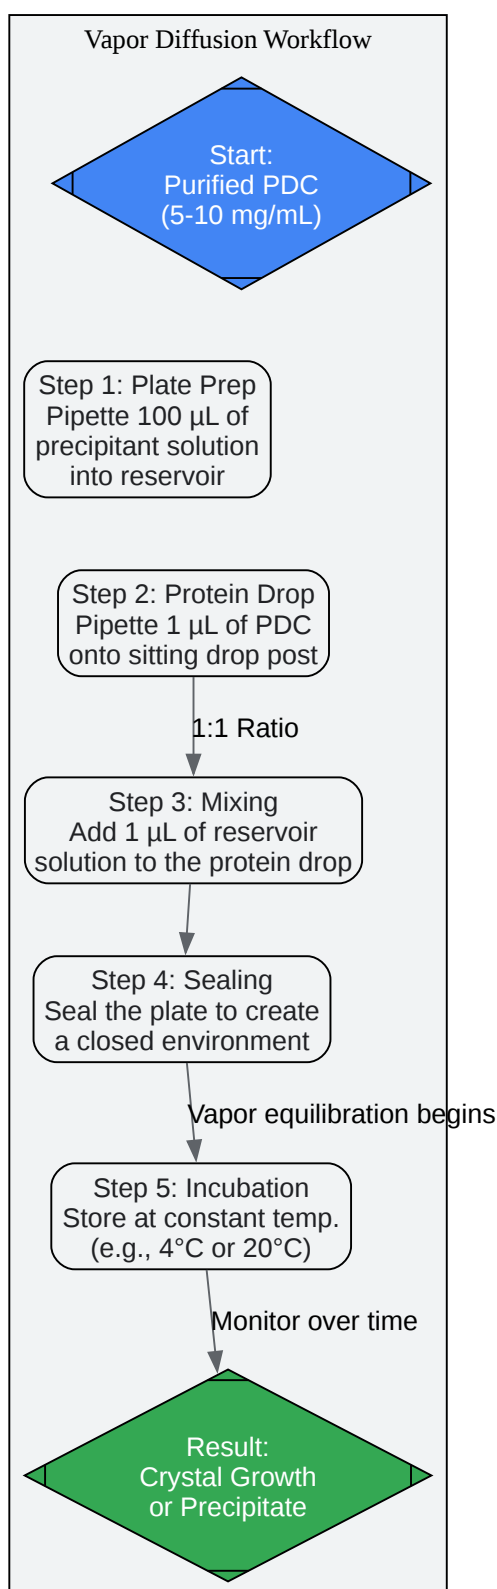 Vapor Diffusion Workflow
Start:
Purified PDC
(5-10 mg/mL)
Step 1: Plate Prep
Pipette 100 µL of
precipitant solution
into reservoir
Step 2: Protein Drop
Pipette 1 µL of PDC
onto sitting drop post
1:1 Ratio
Step 3: Mixing
Add 1 µL of reservoir
solution to the protein drop
Step 4: Sealing
Seal the plate to create
a closed environment
Vapor equilibration begins
Step 5: Incubation
Store at constant temp.
(e.g., 4°C or 20°C)
Monitor over time
Result:
Crystal Growth
or Precipitate